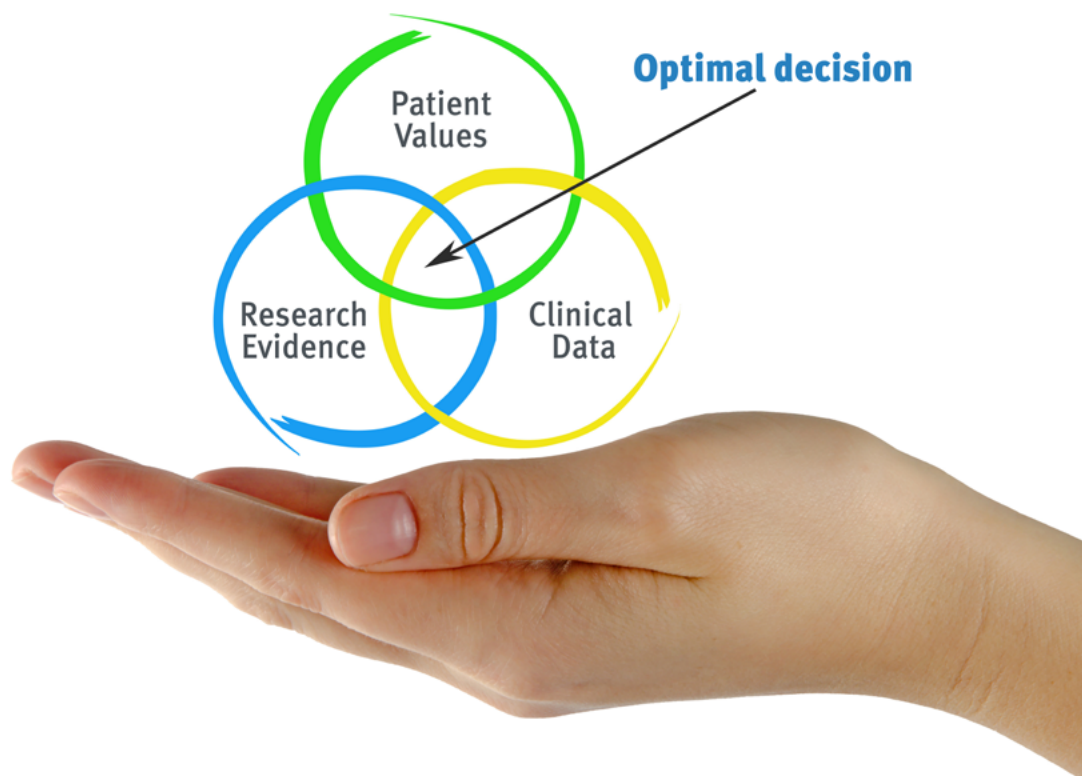 Optimal decision
Patient
Values
Research
Evidence
Clinical
Data